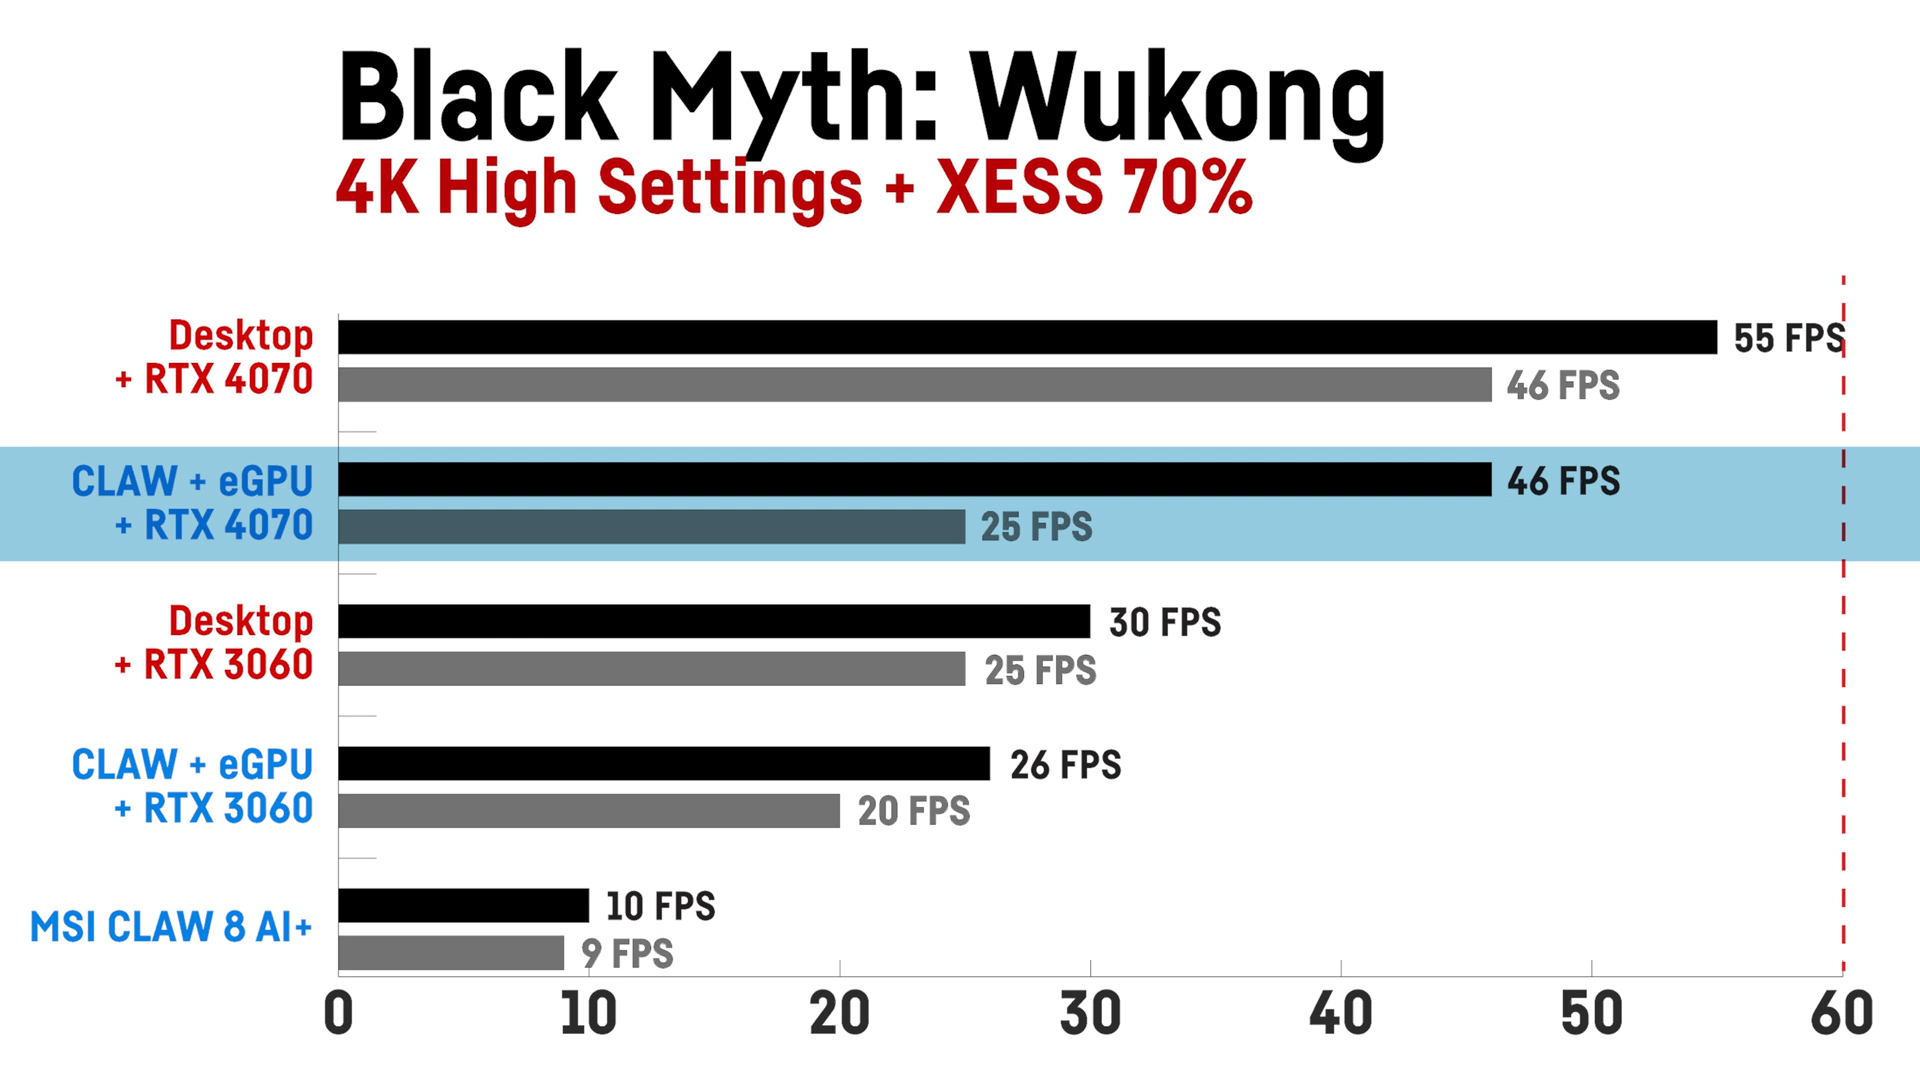 Black Myth: Wukong
4K High Settings + XESS 70%
Desktop
+ RTX 4070
55 FPS
46 FPS
CLAW + eGPU
+ RTX 4070
46 FPS
25 FPS
Desktop
+ RTX 3060
30 FPS
25 FPS
CLAW + eGPU
+ RTX 3060
26 FPS
20 FPS
MSI CLAW 8 AI+
10 FPS
9 FPS
0 10 20 30 40 50 60